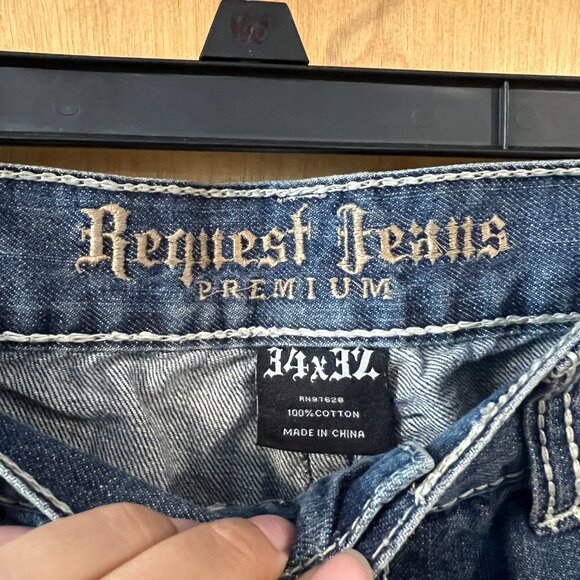 Request Jeans
PREMIUM
34x32
RN97628
100%COTTON
MADE IN CHINA